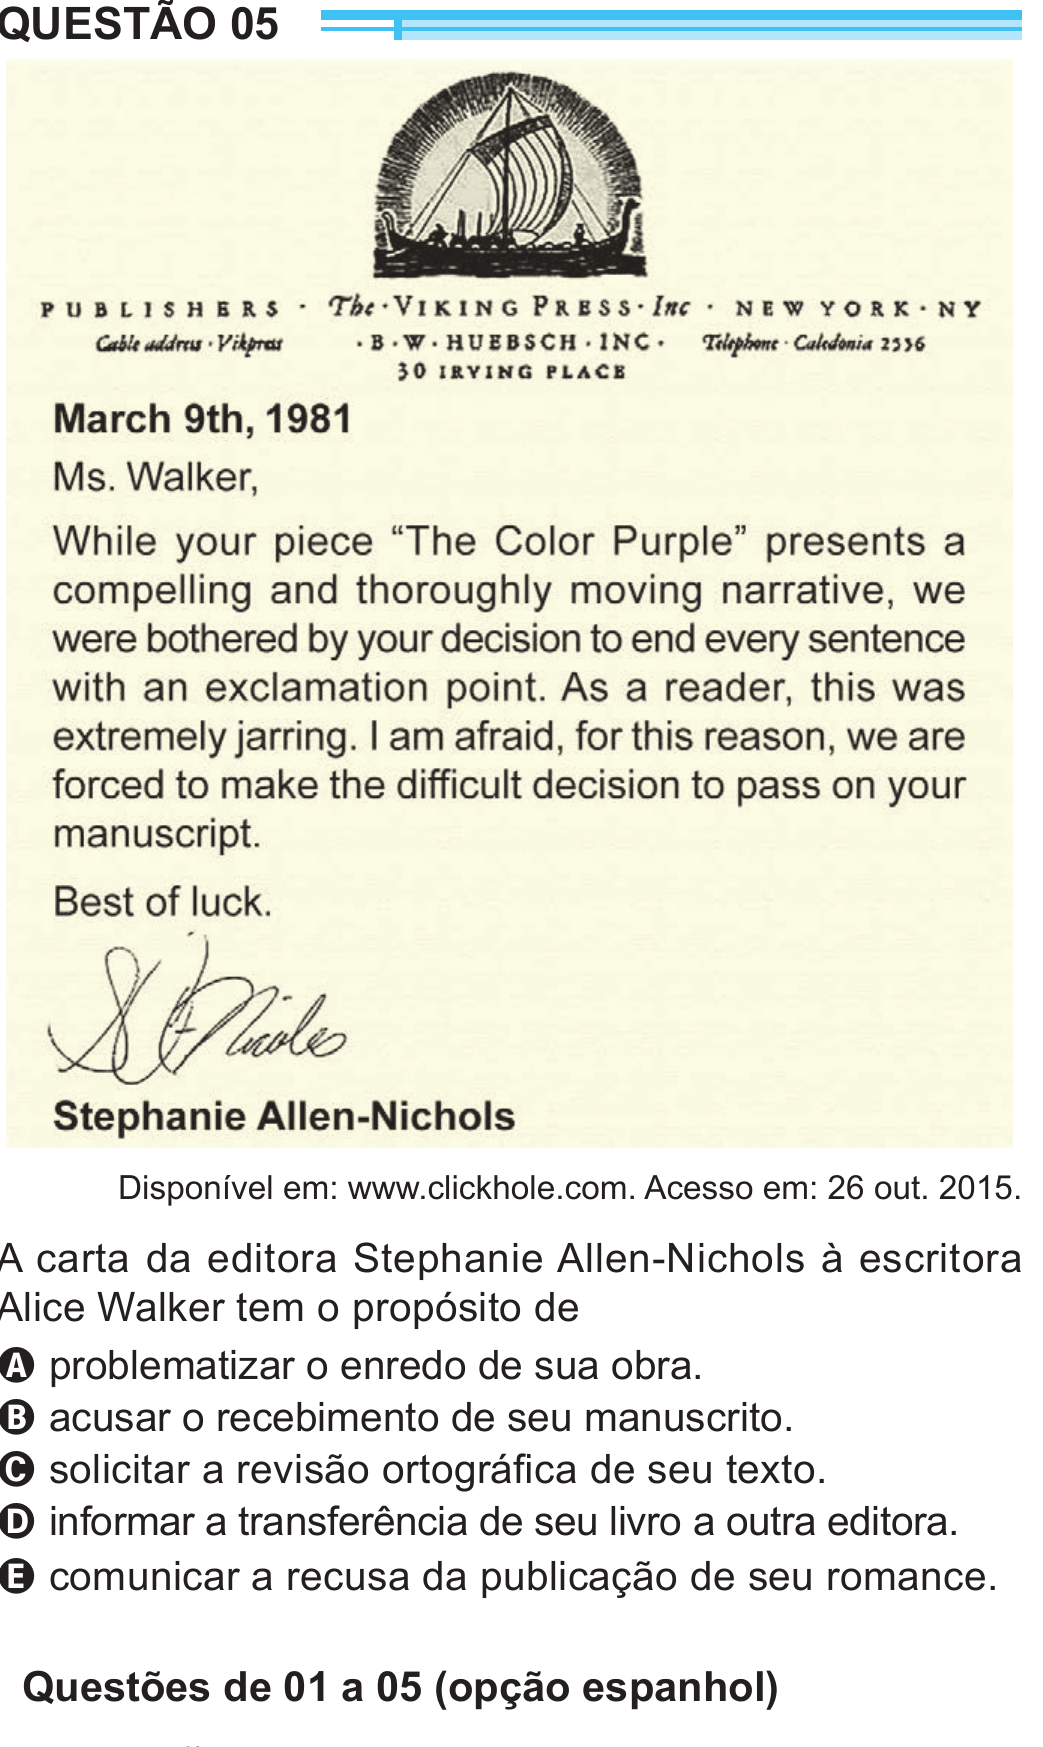 QUESTÃO 05
PUBLISHERS · The · VIKING PRESS · Inc · NEW YORK · NY
Cable address · Vikpress · B · W · HUEBSCH · INC · Telephone · Caledonia 2336
30 IRVING PLACE
March 9th, 1981
Ms. Walker,
While your piece “The Color Purple” presents a
compelling and thoroughly moving narrative, we
were bothered by your decision to end every sentence
with an exclamation point. As a reader, this was
extremely jarring. I am afraid, for this reason, we are
forced to make the difficult decision to pass on your
manuscript.
Best of luck.
Stephanie Allen-Nichols
Disponível em: www.clickhole.com. Acesso em: 26 out. 2015.
A carta da editora Stephanie Allen-Nichols à escritora
Alice Walker tem o propósito de
A problematizar o enredo de sua obra.
B acusar o recebimento de seu manuscrito.
C solicitar a revisão ortográfica de seu texto.
D informar a transferência de seu livro a outra editora.
E comunicar a recusa da publicação de seu romance.
Questões de 01 a 05 (opção espanhol)